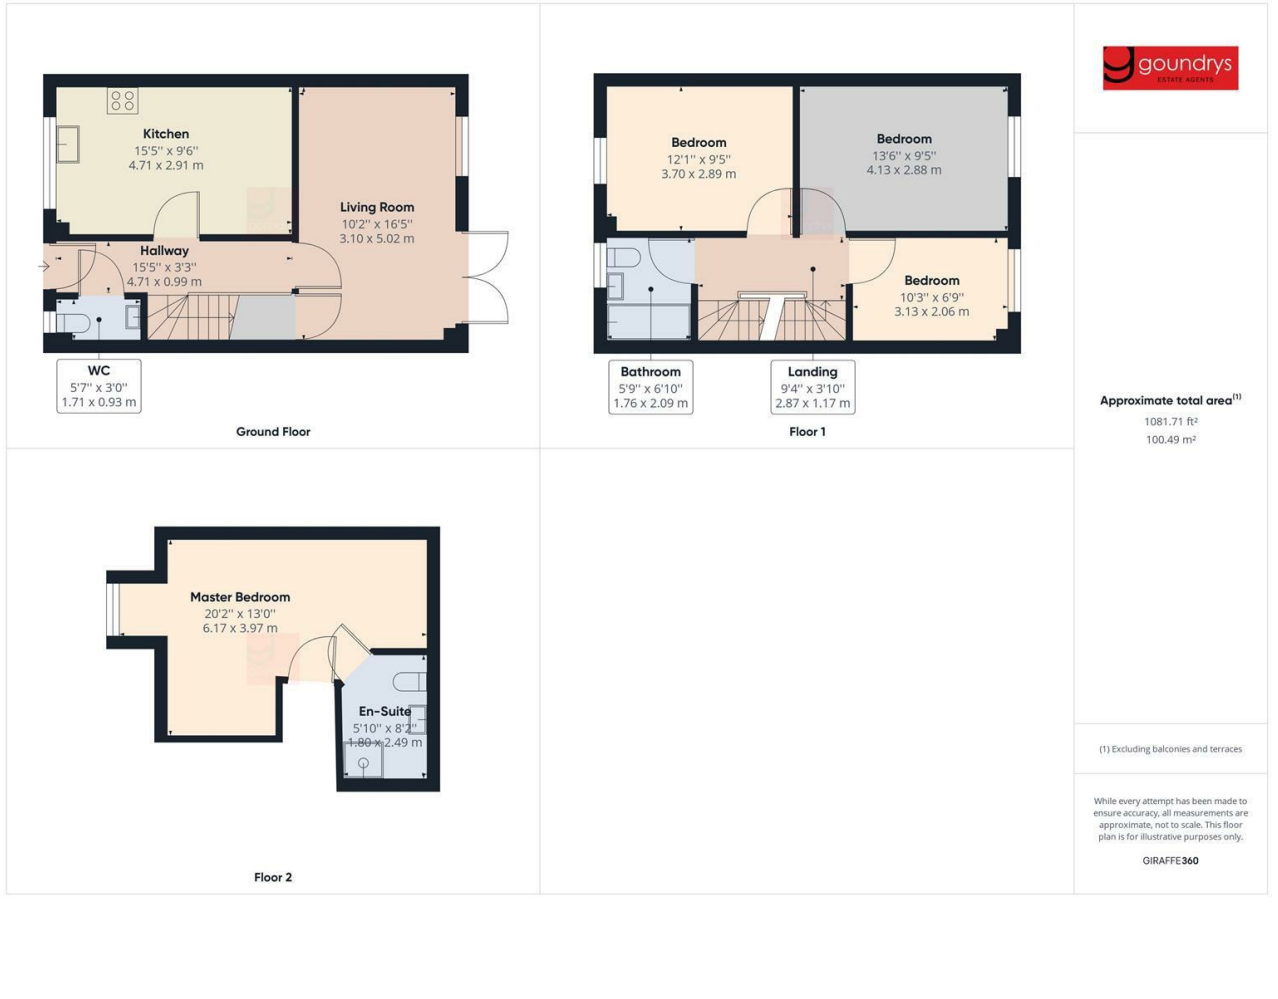 Kitchen
15'5'' x 9'6''
4.71 x 2.91 m
Living Room
10'2'' x 16'5''
3.10 x 5.02 m
Hallway
15'5'' x 3'3''
4.71 x 0.99 m
WC
5'7'' x 3'0''
1.71 x 0.93 m
Ground Floor
Bedroom
12'1'' x 9'5''
3.70 x 2.89 m
Bedroom
13'6'' x 9'5''
4.13 x 2.88 m
Bedroom
10'3'' x 6'9''
3.13 x 2.06 m
Bathroom
5'9'' x 6'10''
1.76 x 2.09 m
Landing
9'4'' x 3'10''
2.87 x 1.17 m
Floor 1
Master Bedroom
20'2'' x 13'0''
6.17 x 3.97 m
En-Suite
5'10'' x 8'2''
1.80 x 2.49 m
Floor 2
goundrys
ESTATE AGENTS
Approximate total area(1)
1081.71 ft²
100.49 m²
(1) Excluding balconies and terraces
While every attempt has been made to
ensure accuracy, all measurements are
approximate, not to scale. This floor
plan is for illustrative purposes only.
GIRAFFE360